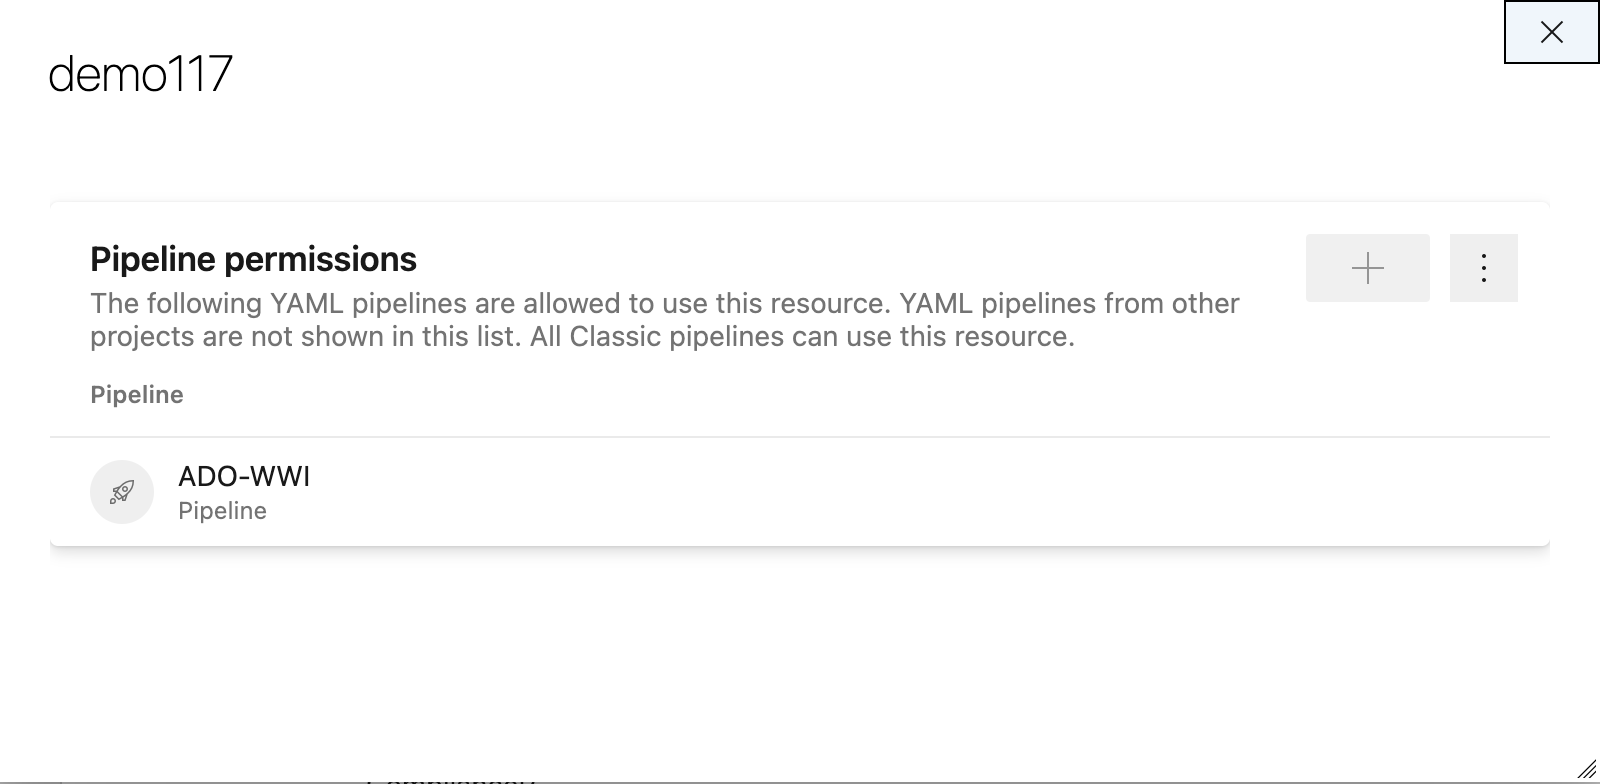 demo117
Pipeline permissions
The following YAML pipelines are allowed to use this resource. YAML pipelines from other
projects are not shown in this list. All Classic pipelines can use this resource.
Pipeline
ADO-WWI
Pipeline